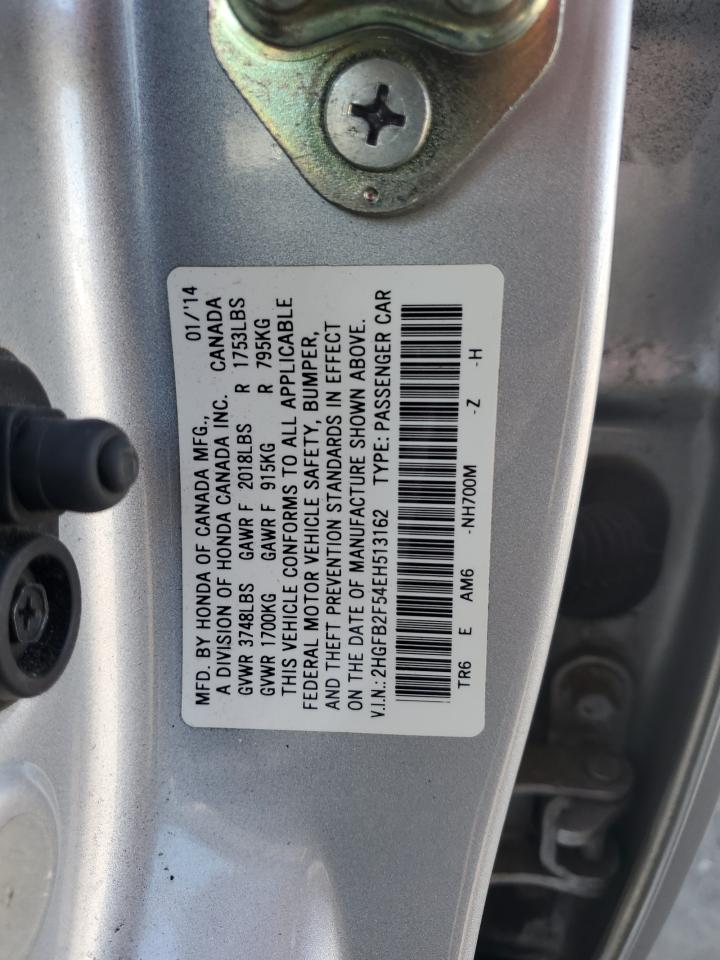 MFD. BY HONDA OF CANADA MFG., 01/'14
A DIVISION OF HONDA CANADA INC. CANADA
GVWR 3748LBS GAWR F 2018LBS R 1753LBS
GVWR 1700KG GAWR F 915KG R 795KG
THIS VEHICLE CONFORMS TO ALL APPLICABLE
FEDERAL MOTOR VEHICLE SAFETY, BUMPER,
AND THEFT PREVENTION STANDARDS IN EFFECT
ON THE DATE OF MANUFACTURE SHOWN ABOVE.
V.I.N.: 2HGFB2F54EH513162 TYPE: PASSENGER CAR
TR6 E AM6 -NH700M -Z -H